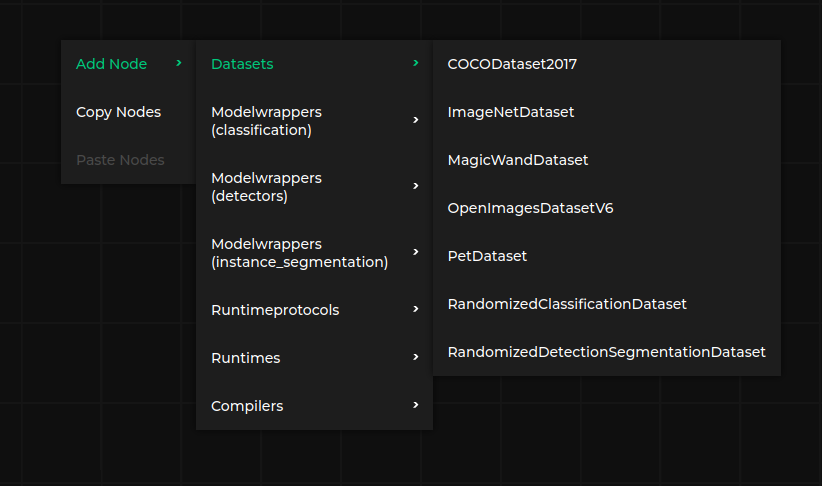 Add Node
Copy Nodes
Paste Nodes
Datasets
Modelwrappers
(classification)
Modelwrappers
(detectors)
Modelwrappers
(instance_segmentation)
Runtimeprotocols
Runtimes
Compilers
COCODataset2017
ImageNetDataset
MagicWandDataset
OpenImagesDatasetV6
PetDataset
RandomizedClassificationDataset
RandomizedDetectionSegmentationDataset